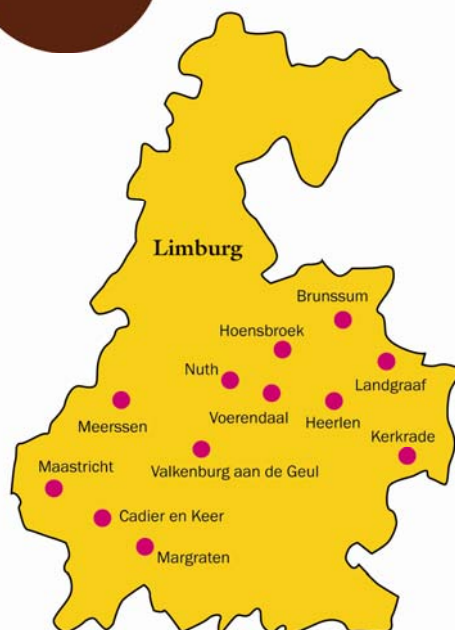 Limburg
Brunssum
Hoensbroek
Nuth
Landgraaf
Voerendaal
Heerlen
Meerssen
Kerkrade
Maastricht
Valkenburg aan de Geul
Cadier en Keer
Margraten